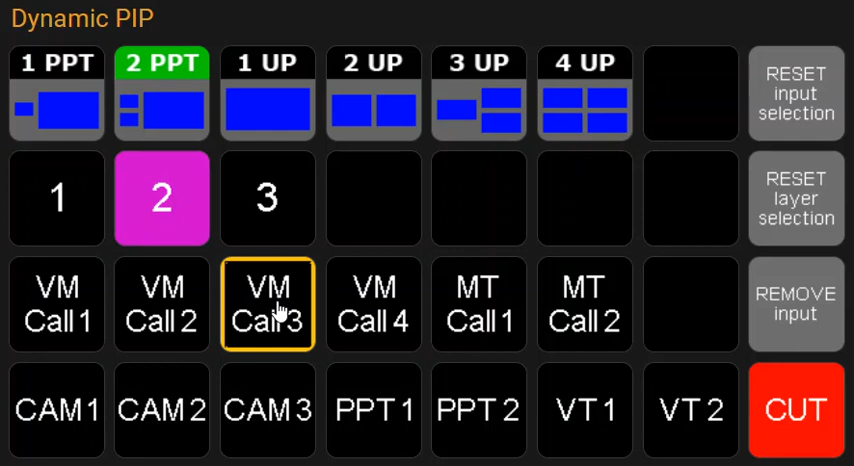 Dynamic PIP
1 PPT
2 PPT
1 UP
2 UP
3 UP
4 UP
RESET
input
selection
1
2
3
RESET
layer
selection
VM
Call 1
VM
Call 2
VM
Call 3
VM
Call 4
MT
Call 1
MT
Call 2
REMOVE
input
CAM 1
CAM 2
CAM 3
PPT 1
PPT 2
VT 1
VT 2
CUT